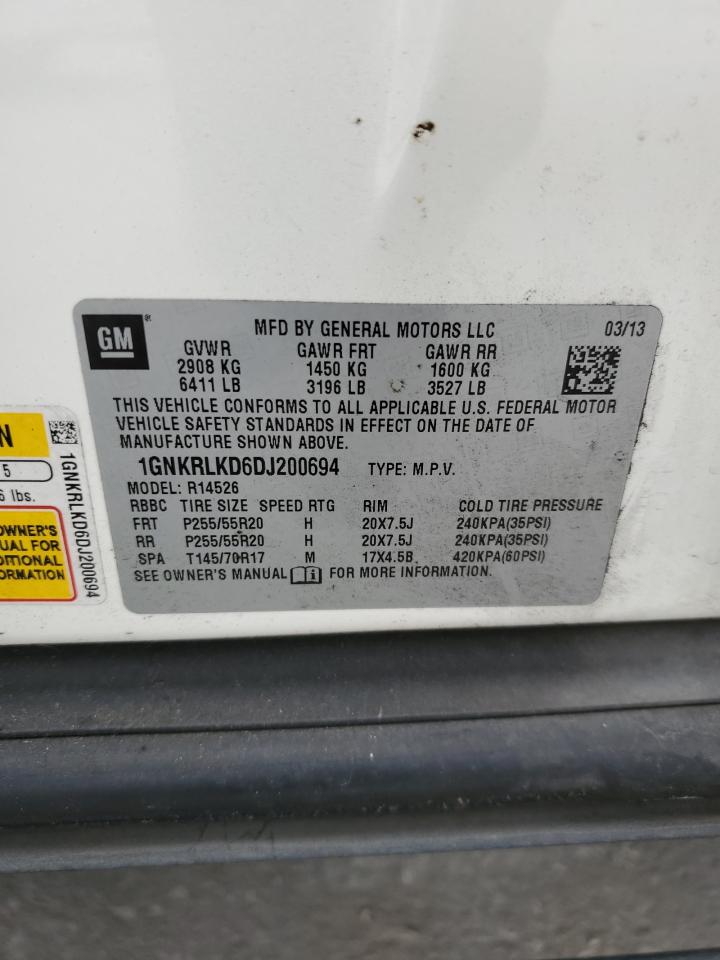 GM
MFD BY GENERAL MOTORS LLC 03/13
GVWR GAWR FRT GAWR RR
2908 KG 1450 KG 1600 KG
6411 LB 3196 LB 3527 LB
THIS VEHICLE CONFORMS TO ALL APPLICABLE U.S. FEDERAL MOTOR
VEHICLE SAFETY STANDARDS IN EFFECT ON THE DATE OF
MANUFACTURE SHOWN ABOVE.
1GNKRLKD6DJ200694 TYPE: M.P.V.
MODEL: R14526
RBBC TIRE SIZE SPEED RTG RIM COLD TIRE PRESSURE
FRT P255/55R20 H 20X7.5J 240KPA(35PSI)
RR P255/55R20 H 20X7.5J 240KPA(35PSI)
SPA T145/70R17 M 17X4.5B 420KPA(60PSI)
SEE OWNER'S MANUAL FOR MORE INFORMATION.
N
5
lbs.
OWNER'S
UAL FOR
DITIONAL
ORMATION
1GNKRLKD6DJ200694